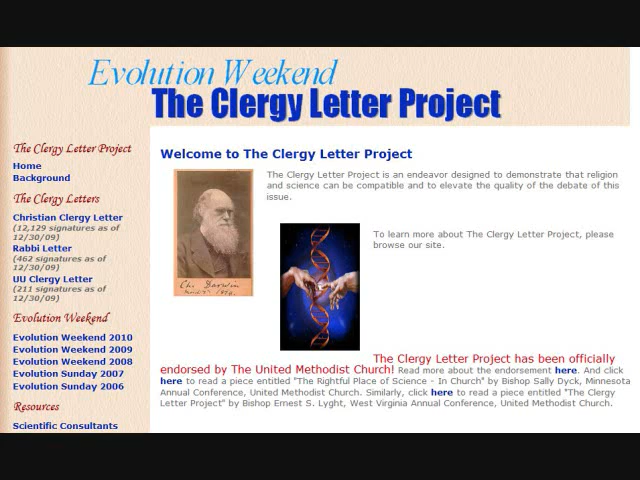 Evolution Weekend
The Clergy Letter Project
The Clergy Letter Project
Home
Background
The Clergy Letters
Christian Clergy Letter
(12,129 signatures as of
12/30/09)
Rabbi Letter
(462 signatures as of
12/30/09)
UU Clergy Letter
(211 signatures as of
12/30/09)
Evolution Weekend
Evolution Weekend 2010
Evolution Weekend 2009
Evolution Weekend 2008
Evolution Sunday 2007
Evolution Sunday 2006
Resources
Scientific Consultants
Welcome to The Clergy Letter Project
The Clergy Letter Project is an endeavor designed to demonstrate that religion
and science can be compatible and to elevate the quality of the debate of this
issue.
Ch. Darwin
To learn more about The Clergy Letter Project, please
browse our site.
The Clergy Letter Project has been officially
endorsed by The United Methodist Church! Read more about the endorsement here. And click
here to read a piece entitled "The Rightful Place of Science - In Church" by Bishop Sally Dyck, Minnesota
Annual Conference, United Methodist Church. Similarly, click here to read a piece entitled "The Clergy
Letter Project" by Bishop Ernest S. Lyght, West Virginia Annual Conference, United Methodist Church.